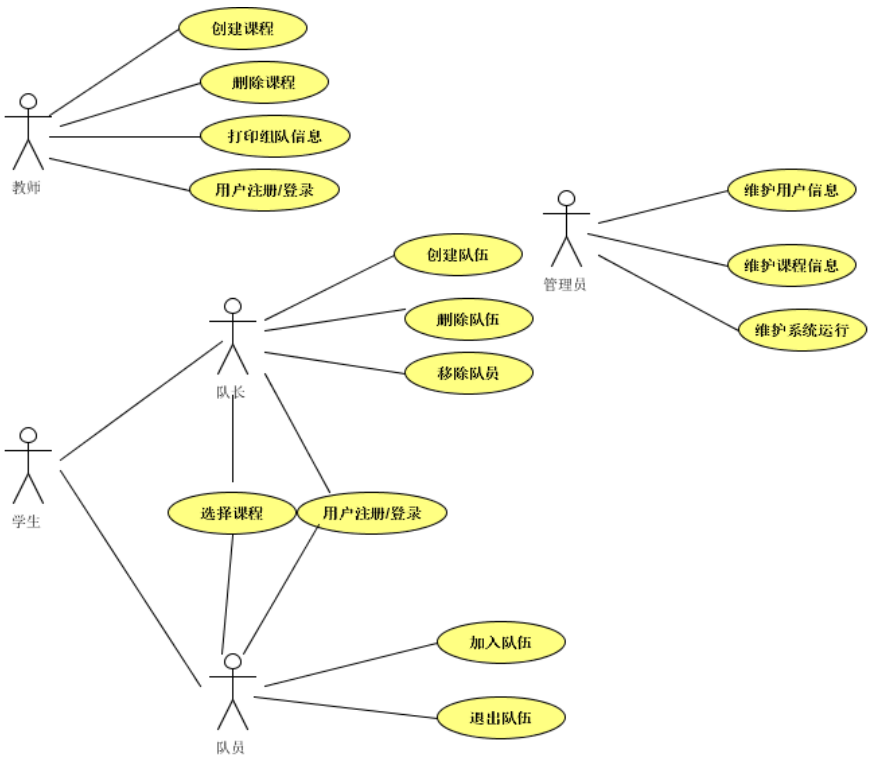 创建课程
删除课程
打印组队信息
用户注册/登录
教师
维护用户信息
维护课程信息
维护系统运行
管理员
创建队伍
删除队伍
移除队员
队长
学生
选择课程
用户注册/登录
加入队伍
退出队伍
队员